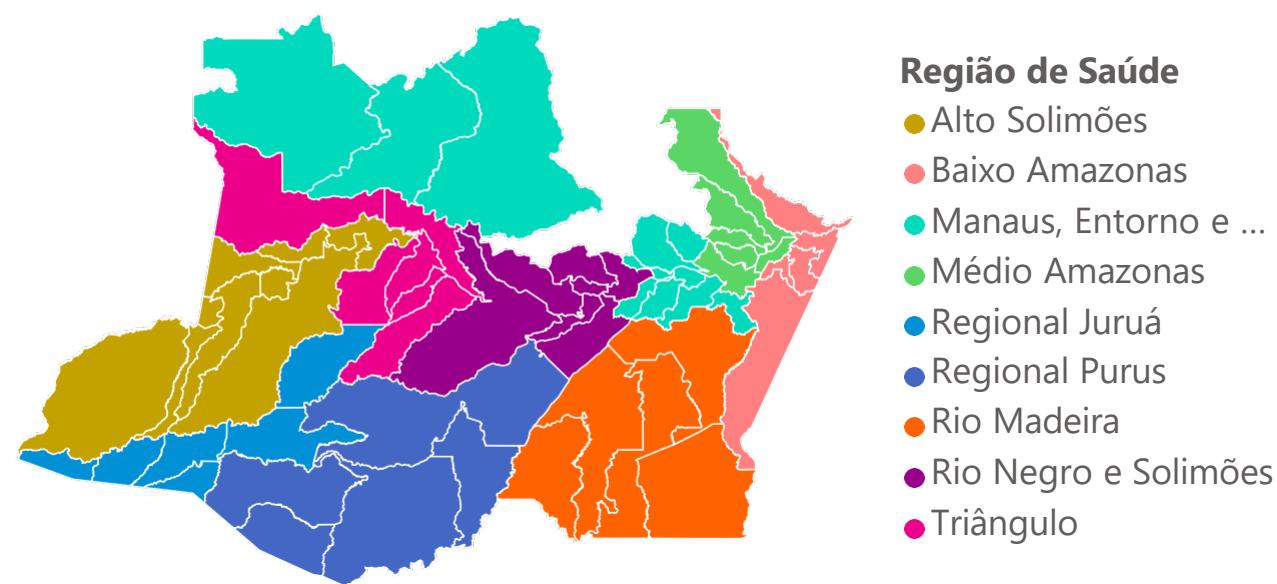 Região de Saúde
Alto Solimões
Baixo Amazonas
Manaus, Entorno e ...
Médio Amazonas
Regional Juruá
Regional Purus
Rio Madeira
Rio Negro e Solimões
Triângulo